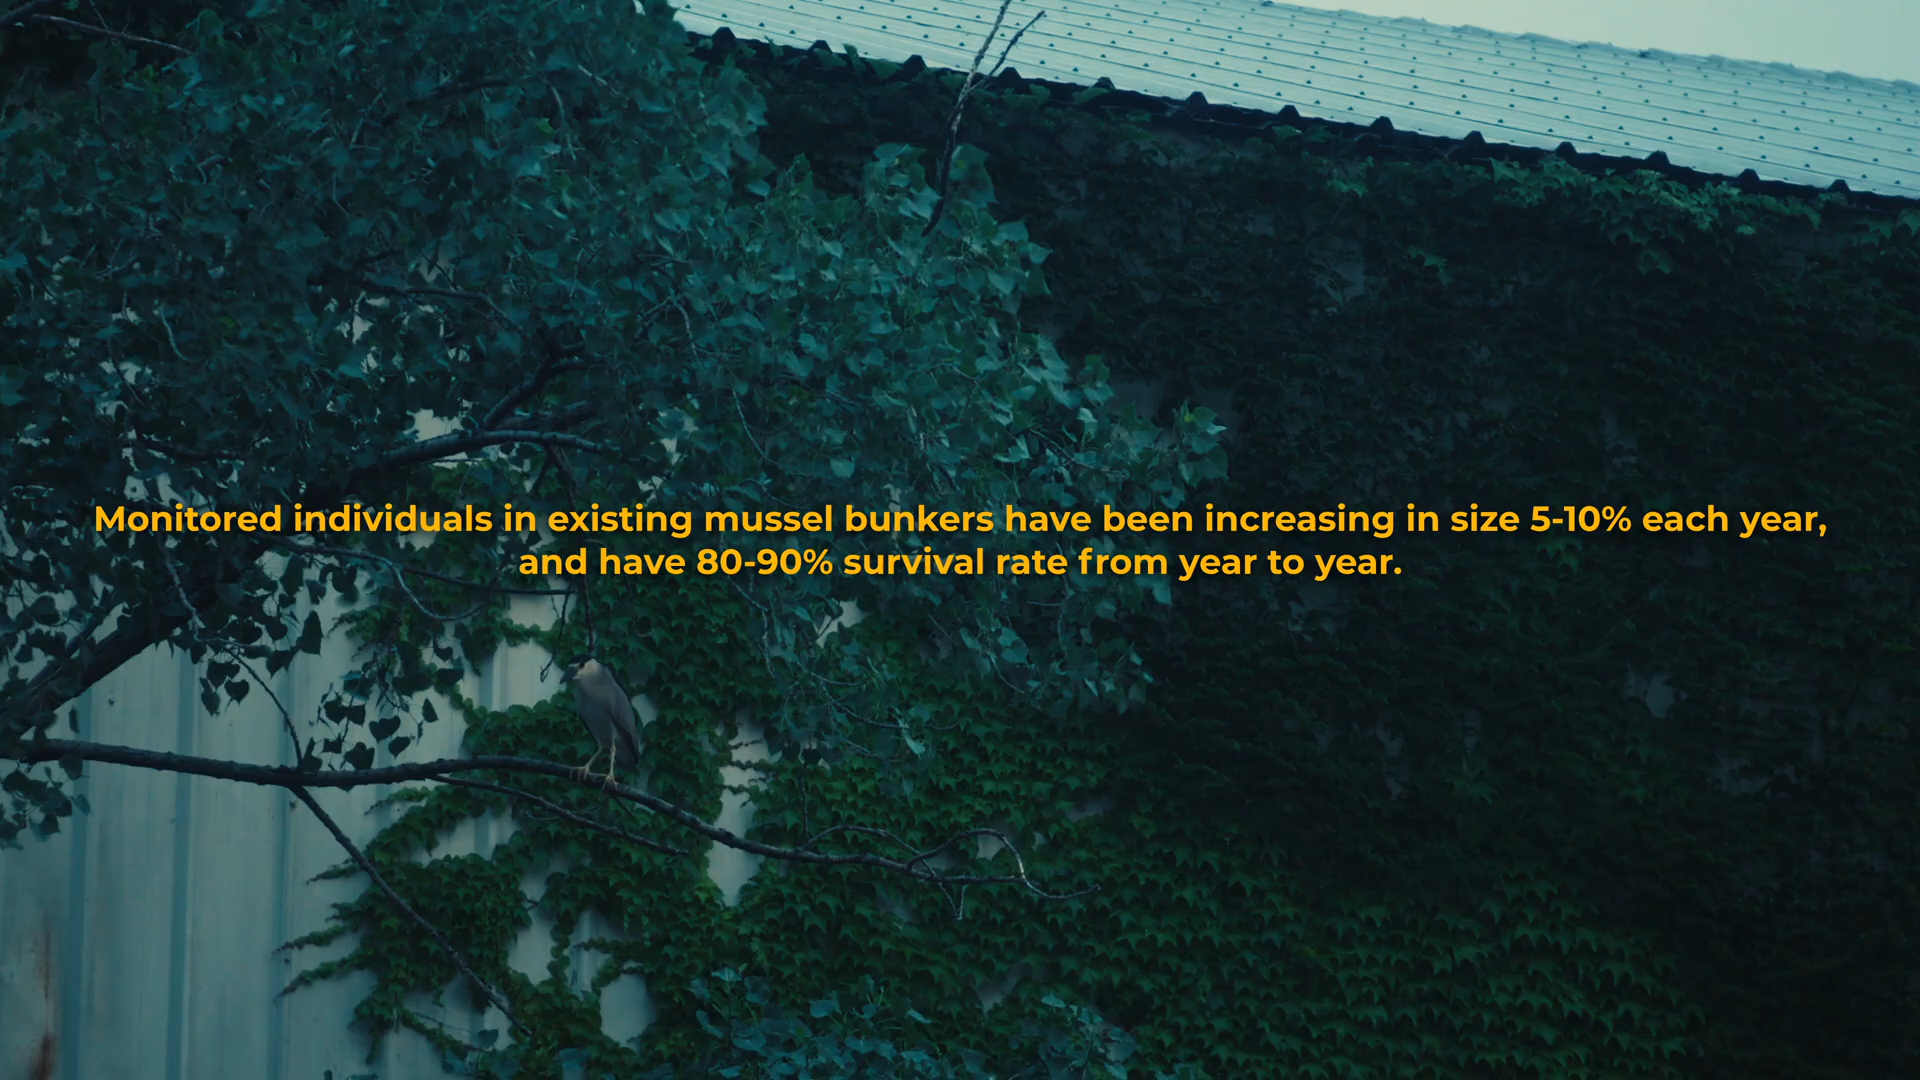 Monitored individuals in existing mussel bunkers have been increasing in size 5-10% each year,
and have 80-90% survival rate from year to year.